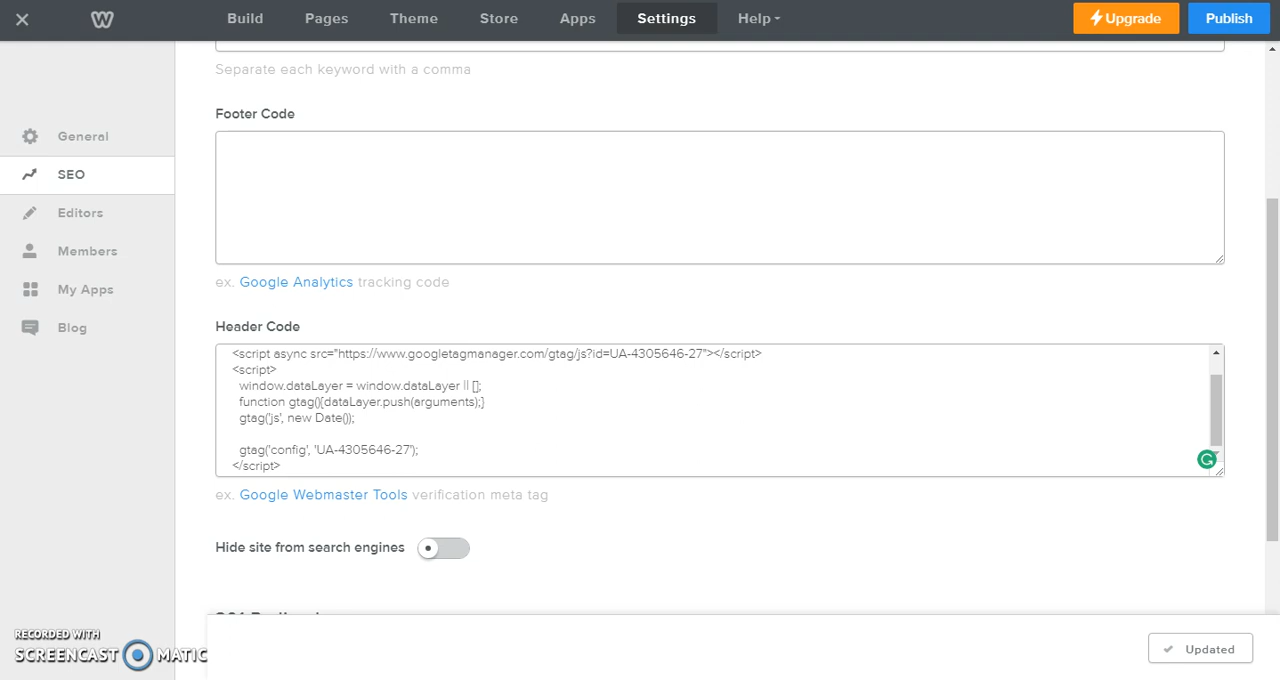 Build Pages Theme Store Apps Settings Help Upgrade Publish
Separate each keyword with a comma
Footer Code
General
SEO
Editors
Members
My Apps
Blog
ex. Google Analytics tracking code
Header Code
<script async src="https://www.googletagmanager.com/gtag/js?id=UA-4305646-27"></script>
<script>
window.dataLayer = window.dataLayer || [];
function gtag(){dataLayer.push(arguments);}
gtag('js', new Date());
gtag('config', 'UA-4305646-27');
</script>
ex. Google Webmaster Tools verification meta tag
Hide site from search engines
Updated
RECORDED WITH
SCREENCAST MATIC